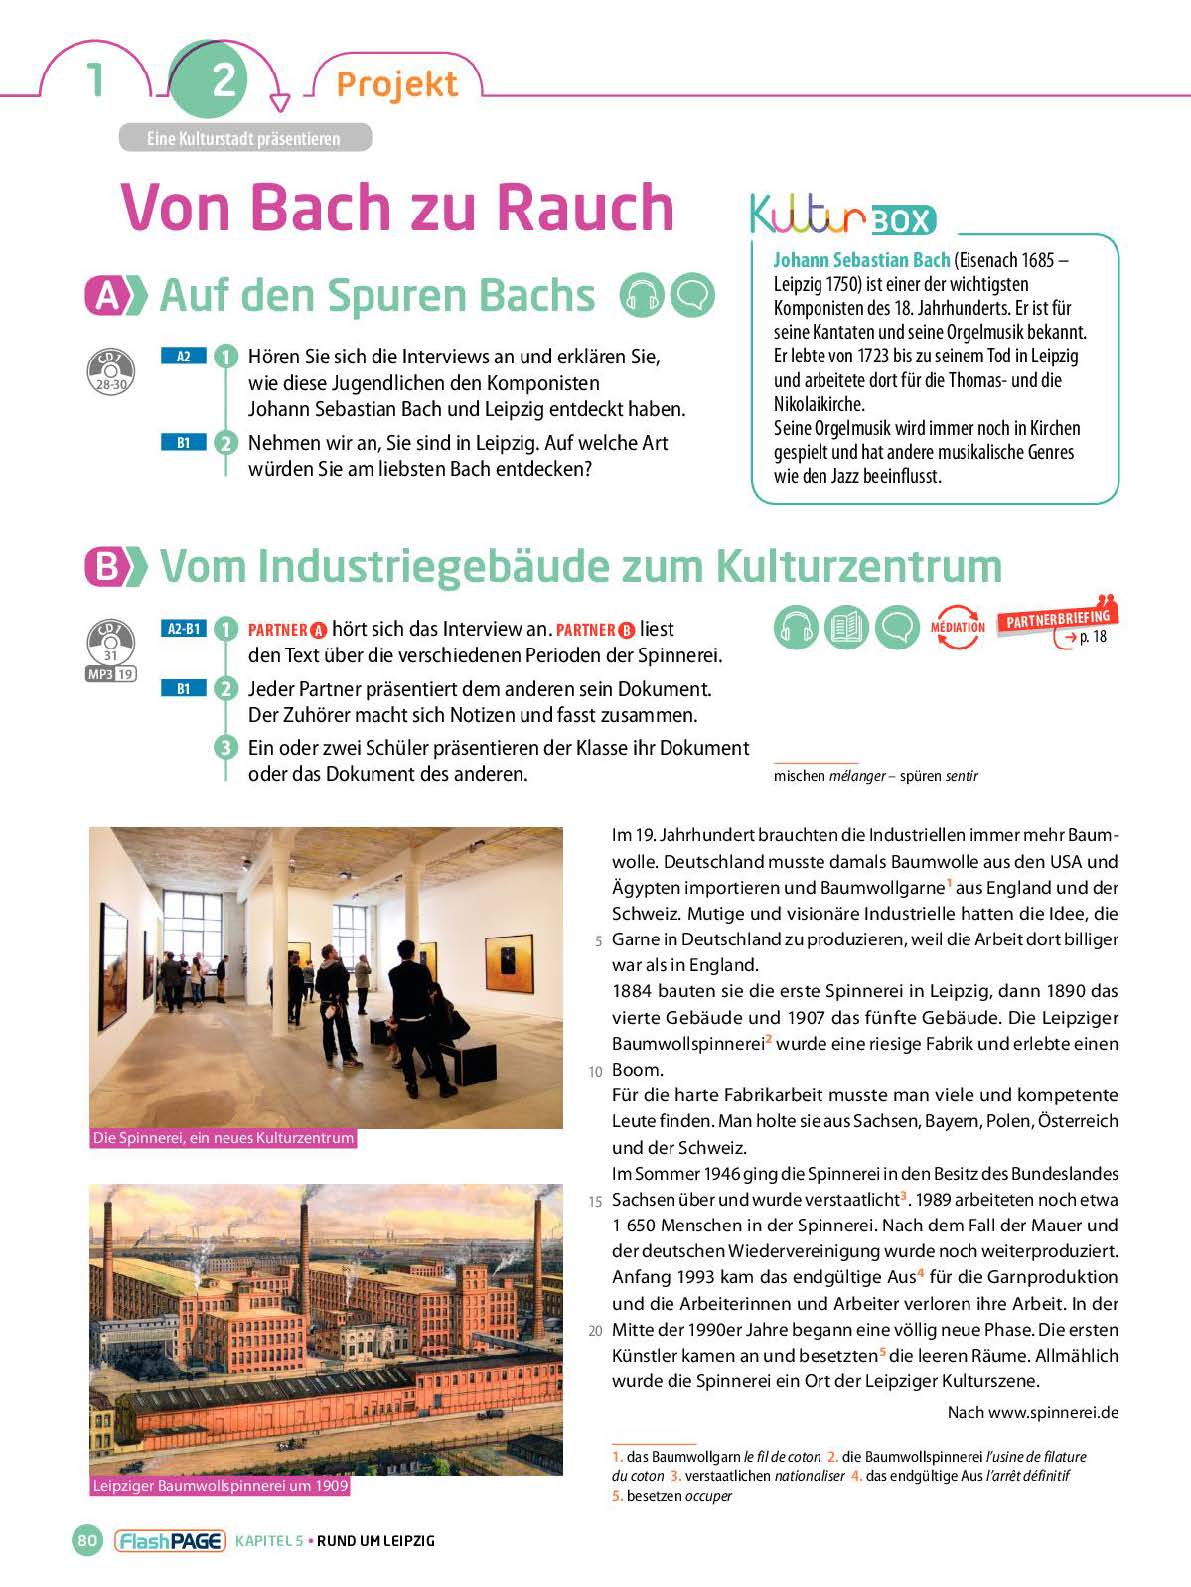 1
2
Projekt
Eine Kulturstadt präsentieren
Von Bach zu Rauch
A Auf den Spuren Bachs
CD 1
28-30
A2
1 Hören Sie sich die Interviews an und erklären Sie,
wie diese Jugendlichen den Komponisten
Johann Sebastian Bach und Leipzig entdeckt haben.
B1
2 Nehmen wir an, Sie sind in Leipzig. Auf welche Art
würden Sie am liebsten Bach entdecken?
Kultur BOX
Johann Sebastian Bach (Eisenach 1685 –
Leipzig 1750) ist einer der wichtigsten
Komponisten des 18. Jahrhunderts. Er ist für
seine Kantaten und seine Orgelmusik bekannt.
Er lebte von 1723 bis zu seinem Tod in Leipzig
und arbeitete dort für die Thomas- und die
Nikolaikirche.
Seine Orgelmusik wird immer noch in Kirchen
gespielt und hat andere musikalische Genres
wie den Jazz beeinflusst.
B Vom Industriegebäude zum Kulturzentrum
CD 1
31
MP3 19
A2-B1
1 PARTNER A hört sich das Interview an. PARTNER B liest
den Text über die verschiedenen Perioden der Spinnerei.
B1
2 Jeder Partner präsentiert dem anderen sein Dokument.
Der Zuhörer macht sich Notizen und fasst zusammen.
3 Ein oder zwei Schüler präsentieren der Klasse ihr Dokument
oder das Dokument des anderen.
MÉDIATION
PARTNERBRIEFING
p. 18
mischen mélanger – spüren sentir
Die Spinnerei, ein neues Kulturzentrum
Leipziger Baumwollspinnerei um 1909
Im 19. Jahrhundert brauchten die Industriellen immer mehr Baum-
wolle. Deutschland musste damals Baumwolle aus den USA und
Ägypten importieren und Baumwollgarne1 aus England und der
Schweiz. Mutige und visionäre Industrielle hatten die Idee, die
5 Garne in Deutschland zu produzieren, weil die Arbeit dort billiger
war als in England.
1884 bauten sie die erste Spinnerei in Leipzig, dann 1890 das
vierte Gebäude und 1907 das fünfte Gebäude. Die Leipziger
Baumwollspinnerei2 wurde eine riesige Fabrik und erlebte einen
10 Boom.
Für die harte Fabrikarbeit musste man viele und kompetente
Leute finden. Man holte sie aus Sachsen, Bayern, Polen, Österreich
und der Schweiz.
Im Sommer 1946 ging die Spinnerei in den Besitz des Bundeslandes
15 Sachsen über und wurde verstaatlicht3. 1989 arbeiteten noch etwa
1 650 Menschen in der Spinnerei. Nach dem Fall der Mauer und
der deutschen Wiedervereinigung wurde noch weiterproduziert.
Anfang 1993 kam das endgültige Aus4 für die Garnproduktion
und die Arbeiterinnen und Arbeiter verloren ihre Arbeit. In der
20 Mitte der 1990er Jahre begann eine völlig neue Phase. Die ersten
Künstler kamen an und besetzten5 die leeren Räume. Allmählich
wurde die Spinnerei ein Ort der Leipziger Kulturszene.
Nach www.spinnerei.de
1. das Baumwollgarn le fil de coton 2. die Baumwollspinnerei l'usine de filature
du coton 3. verstaatlichen nationaliser 4. das endgültige Aus l'arrêt définitif
5. besetzen occuper
80 FlashPAGE KAPITEL 5 • RUND UM LEIPZIG